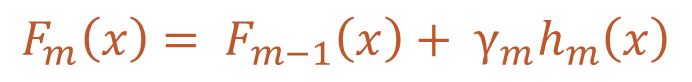 Fₘ(x) = Fₘ₋₁(x) + γₘhₘ(x)